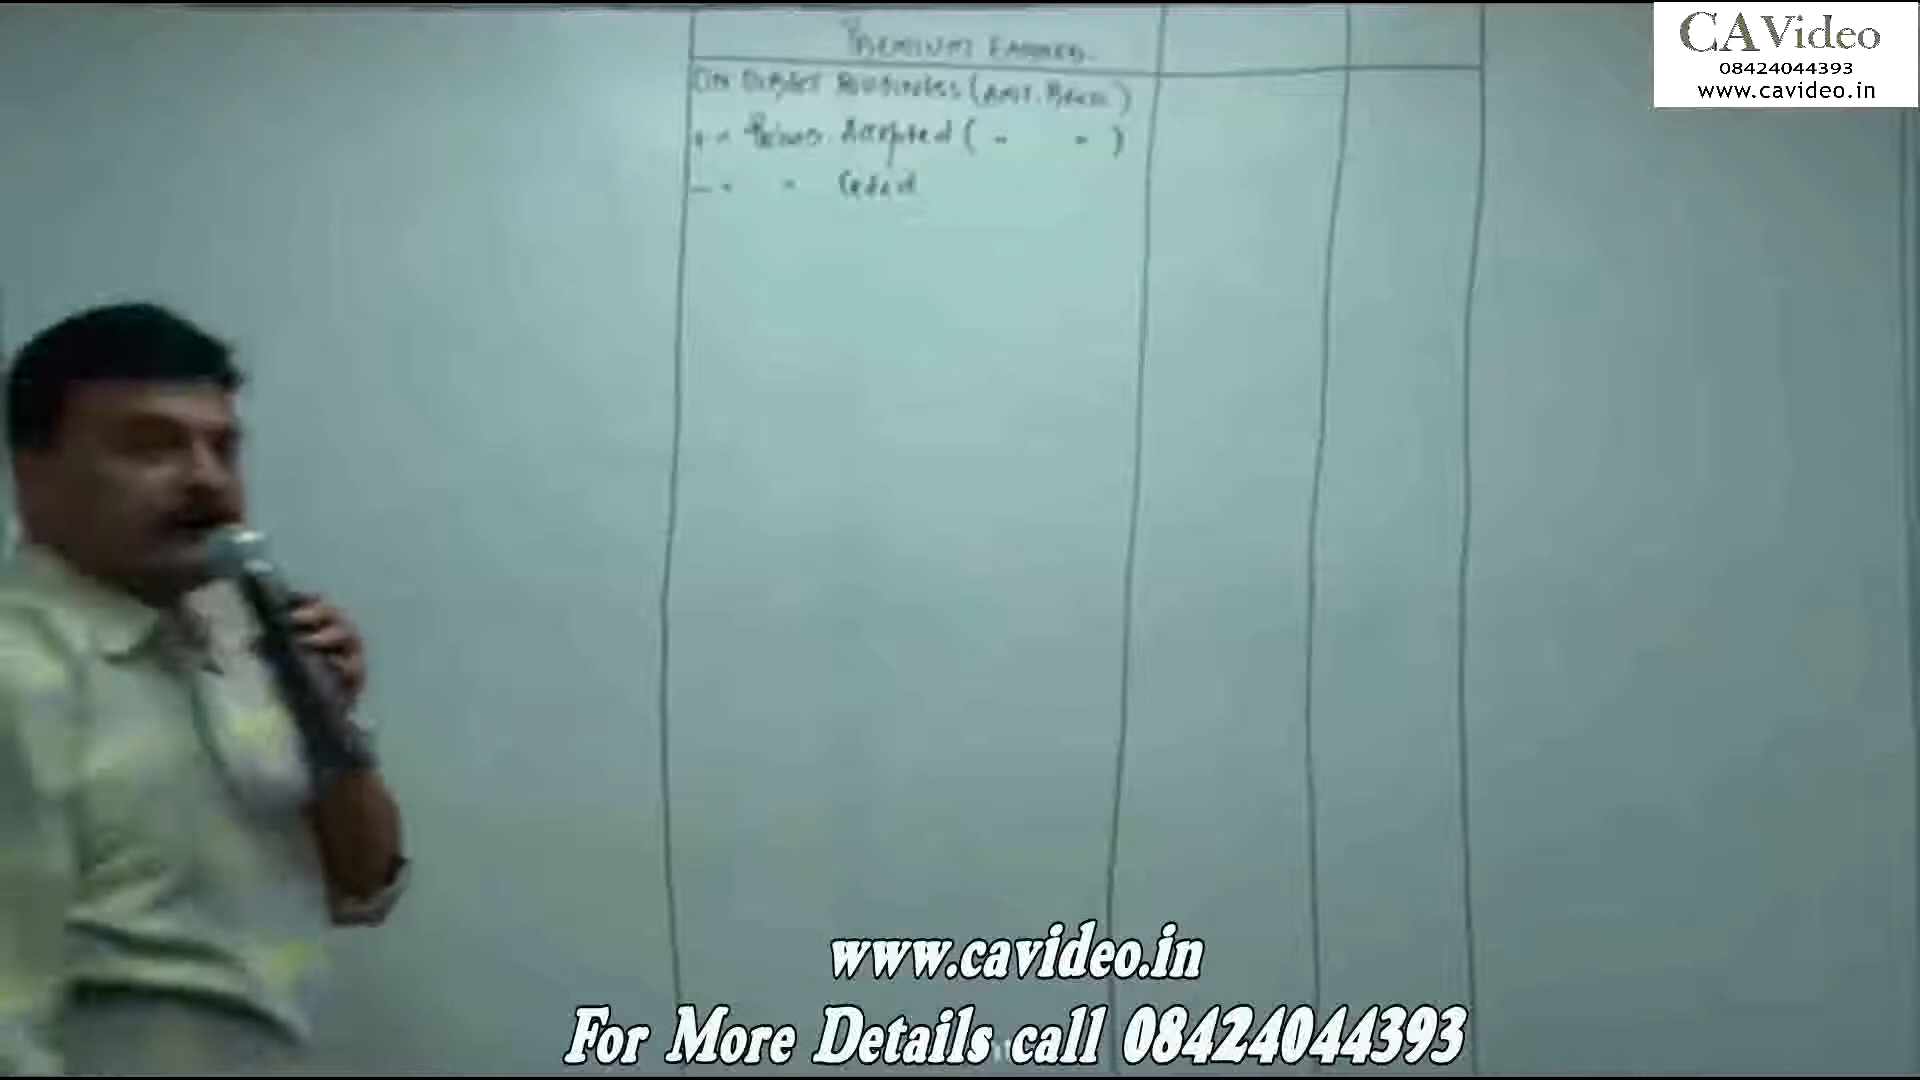 CAVideo
08424044393
www.cavideo.in
PREMIUM EARNED
ON DIRECT BUSINESS (AMT. RECD.)
Accepted ( " " )
– " " Ceded
www.cavideo.in
For More Details call 08424044393